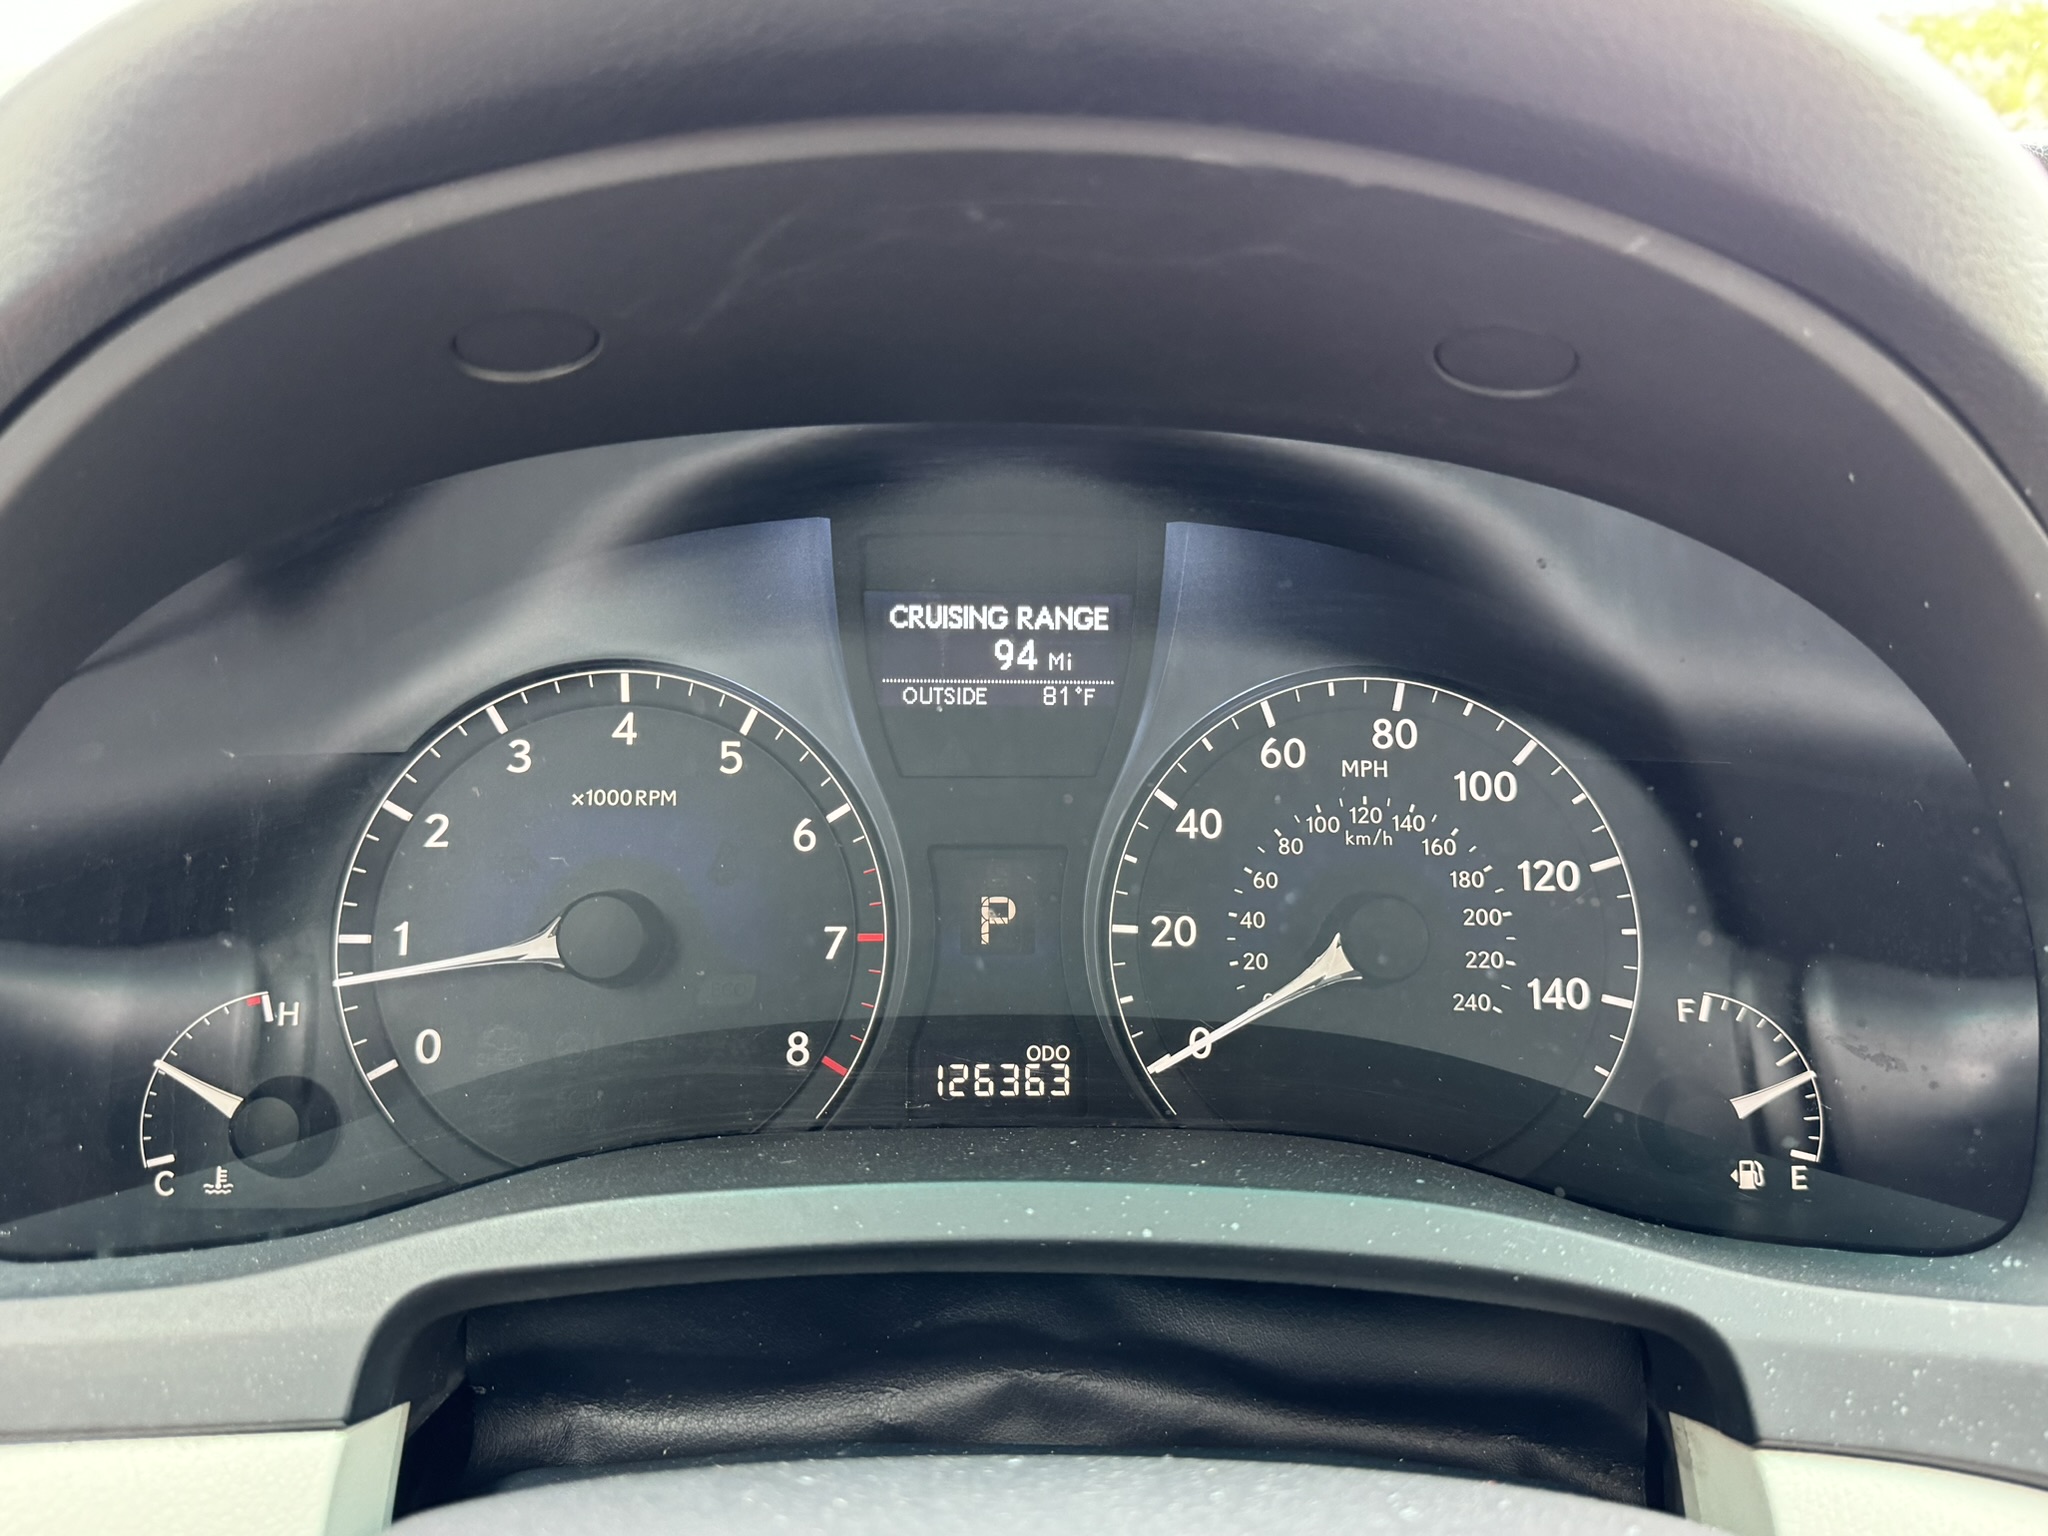 CRUISING RANGE
94 Mi
OUTSIDE 81°F
0 1 2 3 4 5 6 7 8
×1000RPM
0 20 40 60 80 100 120 140
MPH
20 40 60 80 100 120 140 160 180 200 220 240
km/h
P
ECO
ODO
126363
H
C
F
E